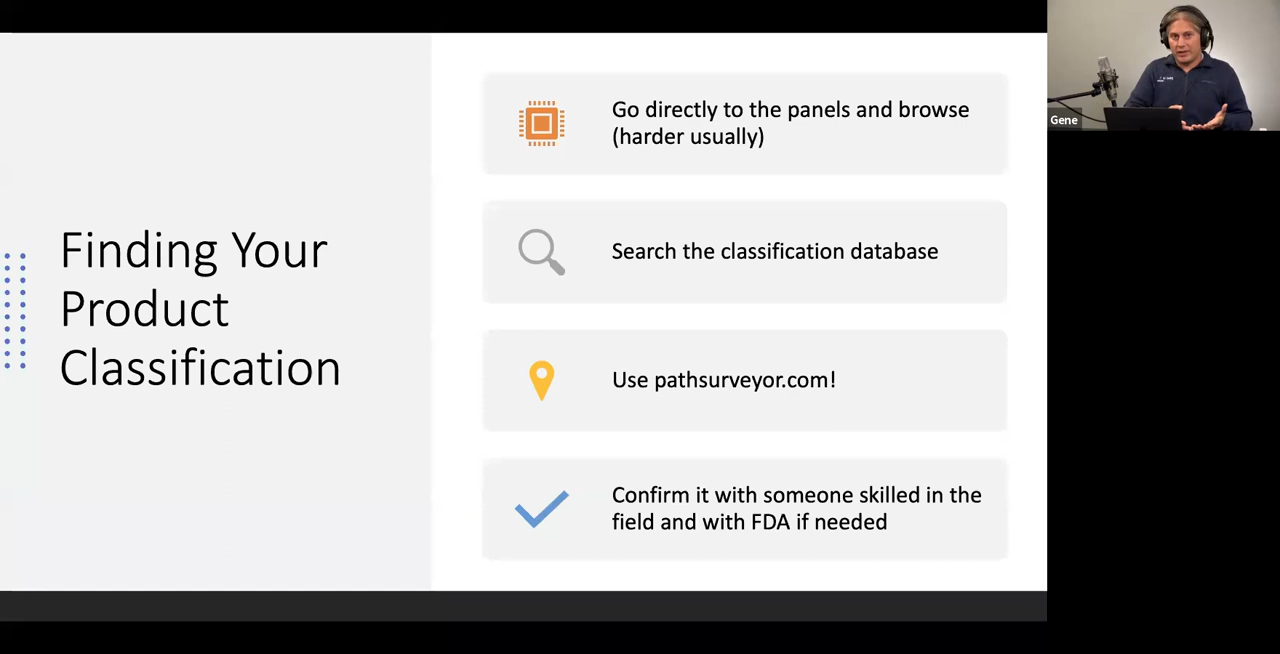 Finding Your
Product
Classification
Go directly to the panels and browse
(harder usually)
Search the classification database
Use pathsurveyor.com!
Confirm it with someone skilled in the
field and with FDA if needed
Gene